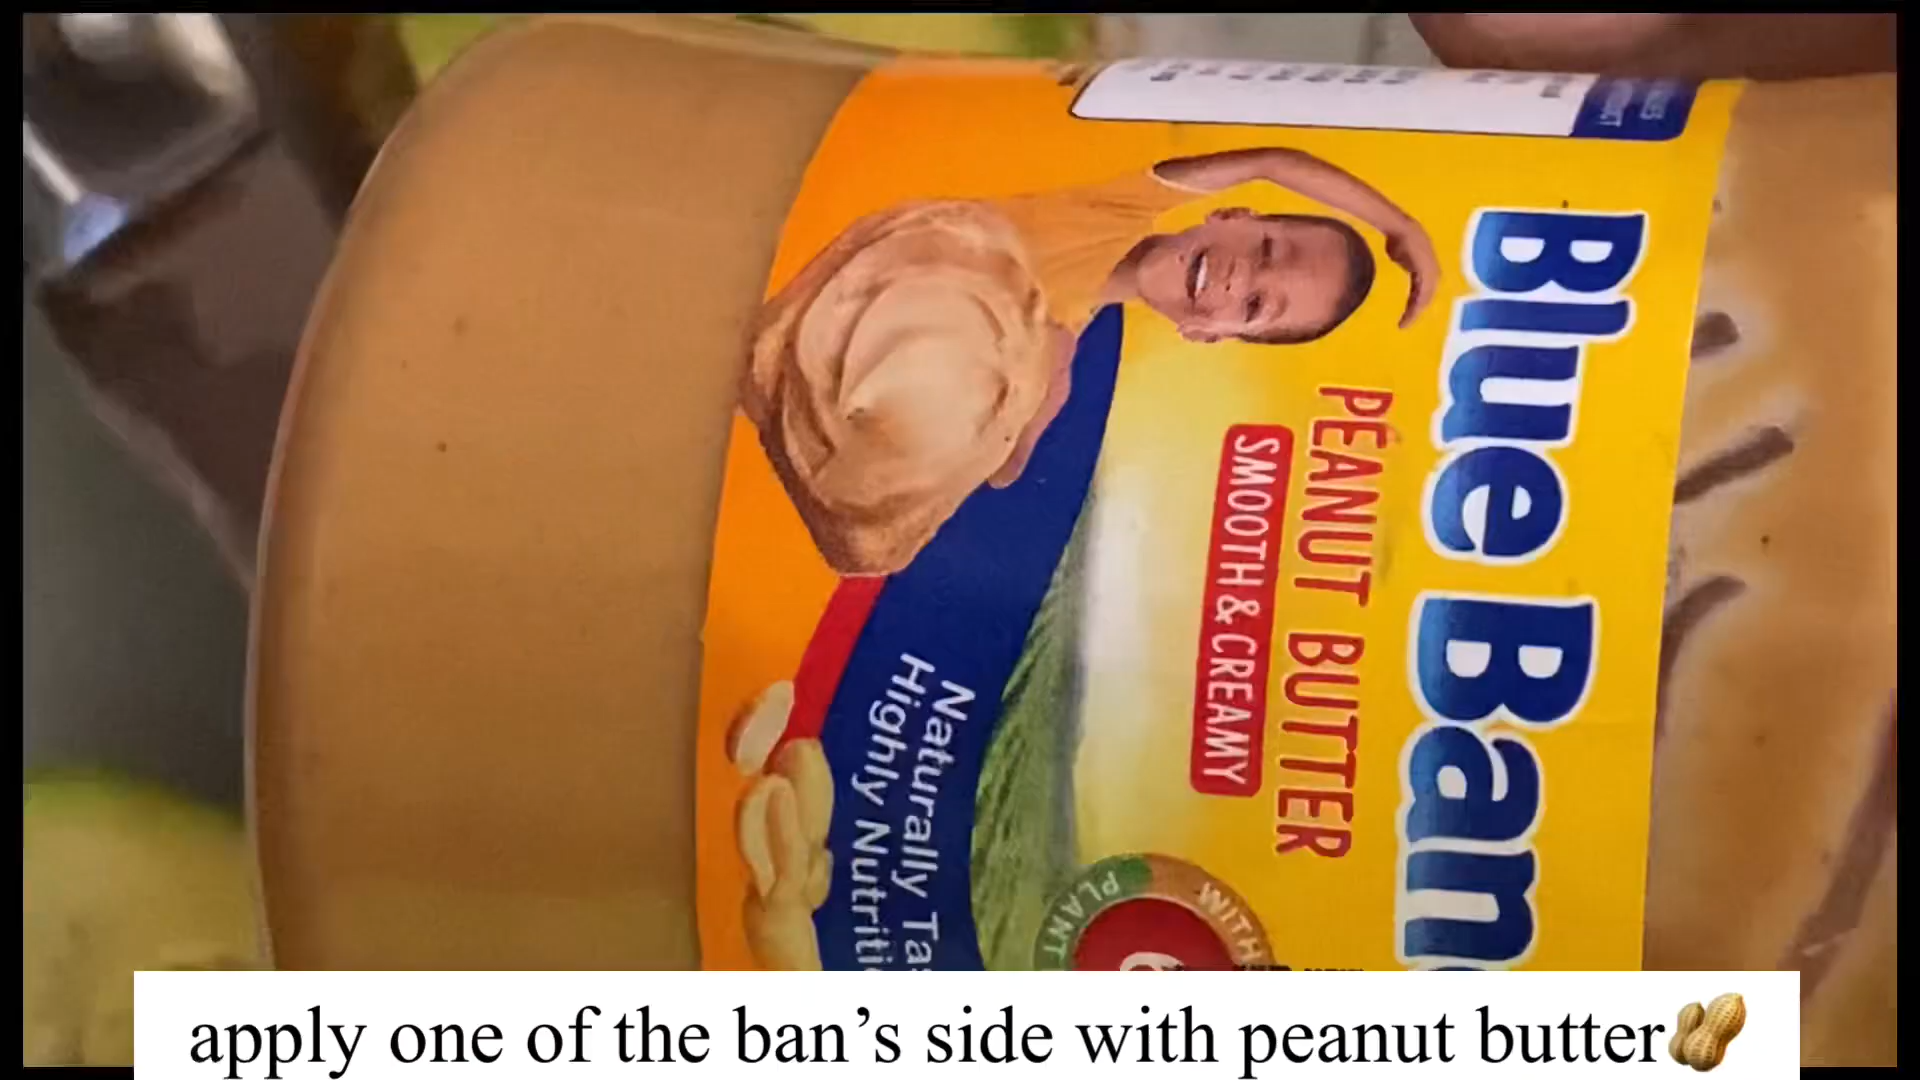 Blue Ban
PEANUT BUTTER
SMOOTH & CREAMY
Naturally Ta
Highly Nutriti
WITH
PLANT
6
apply one of the ban’s side with peanut butter🥜